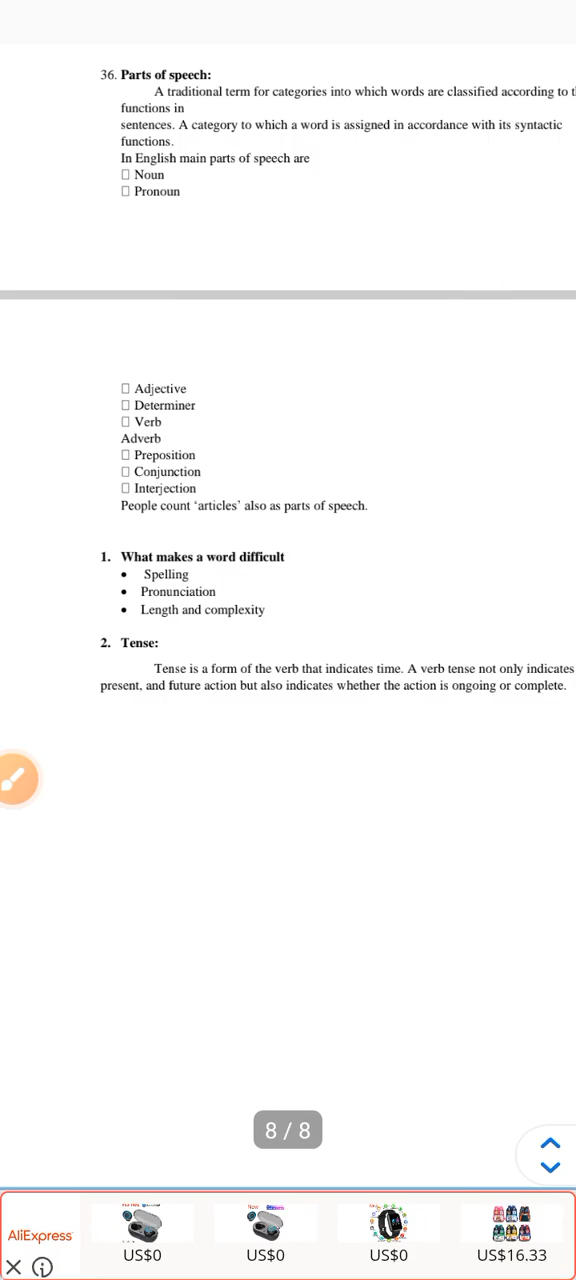 36. Parts of speech:
A traditional term for categories into which words are classified according to t
functions in
sentences. A category to which a word is assigned in accordance with its syntactic
functions.
In English main parts of speech are
Noun
Pronoun
Adjective
Determiner
Verb
Adverb
Preposition
Conjunction
Interjection
People count ‘articles’ also as parts of speech.
1. What makes a word difficult
• Spelling
• Pronunciation
• Length and complexity
2. Tense:
Tense is a form of the verb that indicates time. A verb tense not only indicates
present, and future action but also indicates whether the action is ongoing or complete.
8 / 8
AliExpress
US$0
US$0
US$0
US$16.33